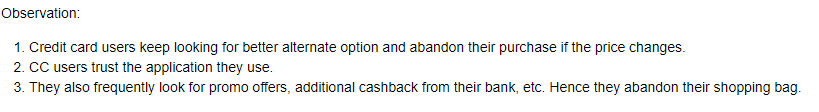 Observation:
1. Credit card users keep looking for better alternate option and abandon their purchase if the price changes.
2. CC users trust the application they use.
3. They also frequently look for promo offers, additional cashback from their bank, etc. Hence they abandon their shopping bag.